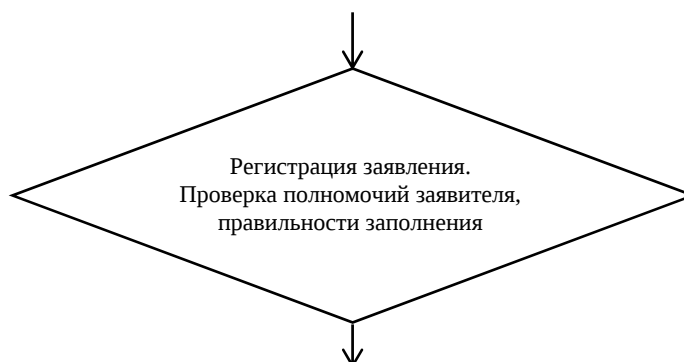 Регистрация заявления.
Проверка полномочий заявителя,
правильности заполнения